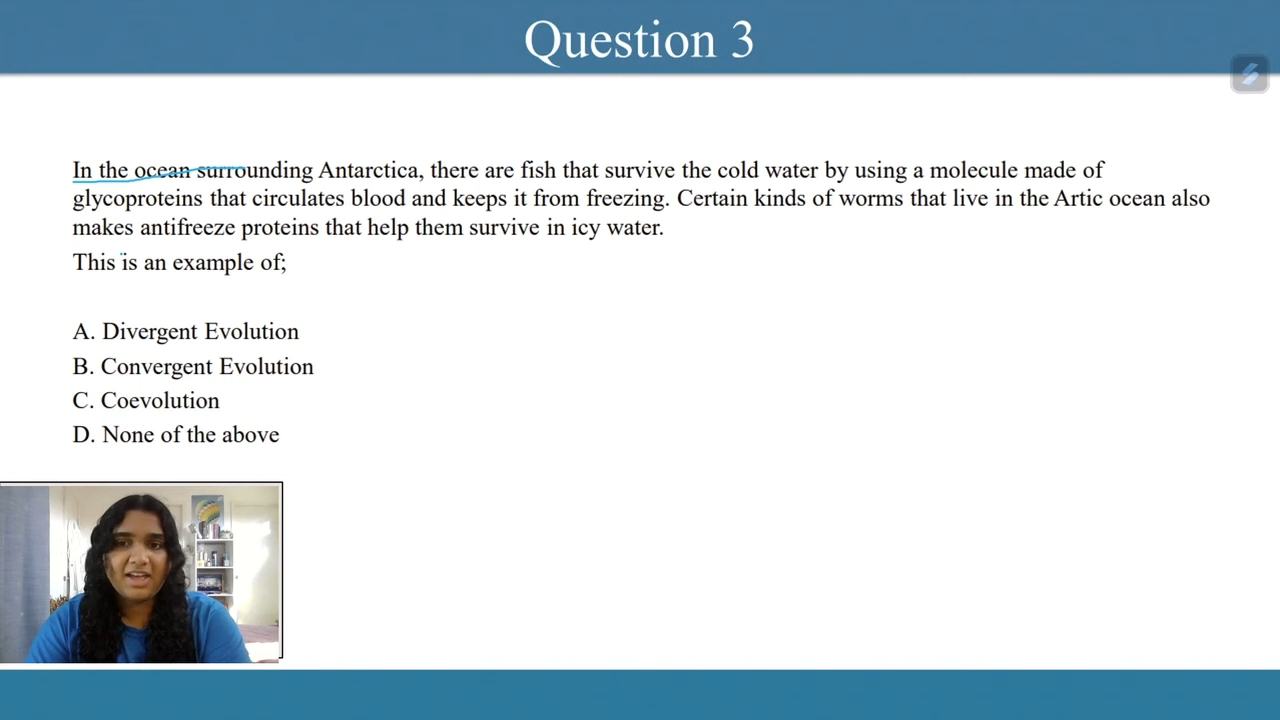 Question 3
In the ocean surrounding Antarctica, there are fish that survive the cold water by using a molecule made of
glycoproteins that circulates blood and keeps it from freezing. Certain kinds of worms that live in the Artic ocean also
makes antifreeze proteins that help them survive in icy water.
This is an example of;
A. Divergent Evolution
B. Convergent Evolution
C. Coevolution
D. None of the above